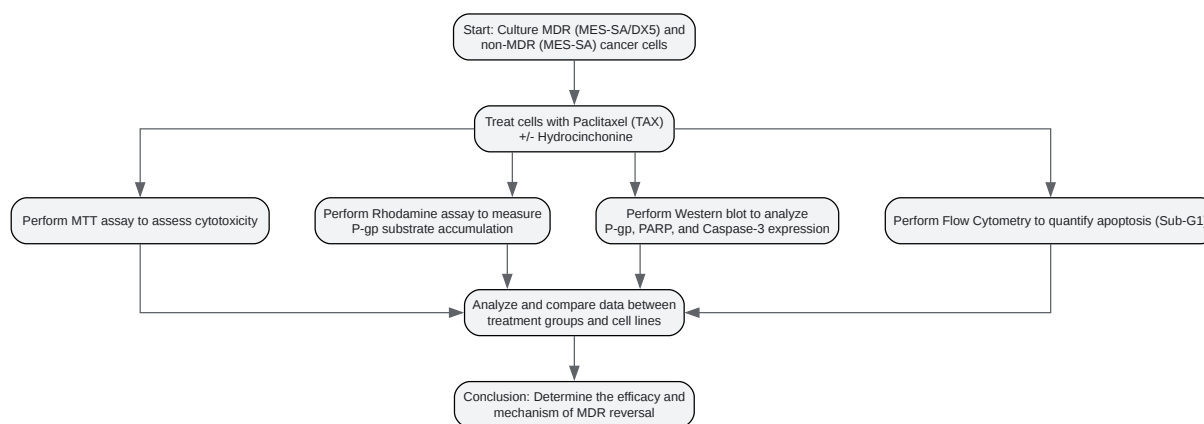 Start: Culture MDR (MES-SA/DX5) and
non-MDR (MES-SA) cancer cells
Treat cells with Paclitaxel (TAX)
+/- Hydrocinchonine
Perform MTT assay to assess cytotoxicity
Perform Rhodamine assay to measure
P-gp substrate accumulation
Perform Western blot to analyze
P-gp, PARP, and Caspase-3 expression
Perform Flow Cytometry to quantify apoptosis (Sub-G1)
Analyze and compare data between
treatment groups and cell lines
Conclusion: Determine the efficacy and
mechanism of MDR reversal